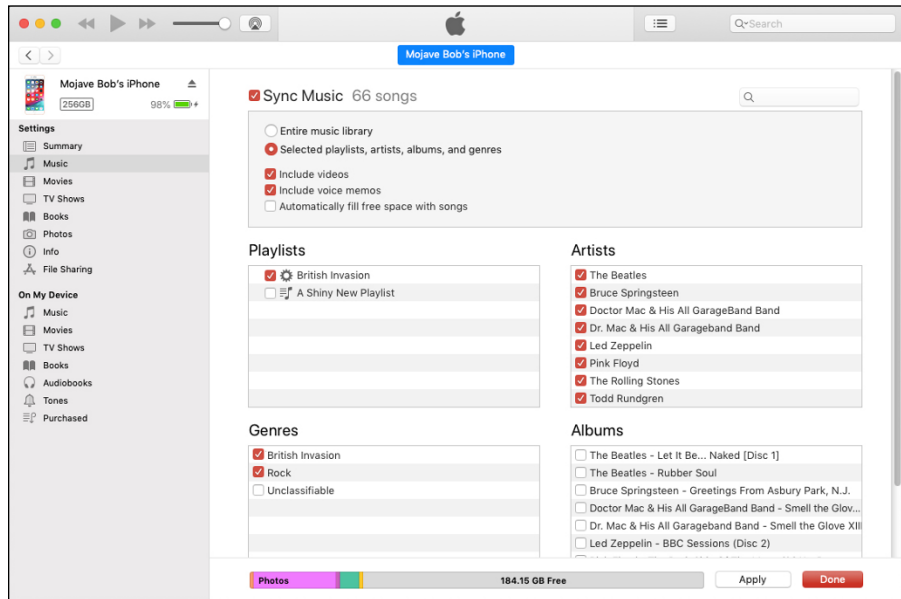 Search
Mojave Bob's iPhone
Mojave Bob's iPhone
256GB 98%
Settings
Summary
Music
Movies
TV Shows
Books
Photos
Info
File Sharing
On My Device
Music
Movies
TV Shows
Books
Audiobooks
Tones
Purchased
Sync Music 66 songs
Entire music library
Selected playlists, artists, albums, and genres
Include videos
Include voice memos
Automatically fill free space with songs
Playlists
British Invasion
A Shiny New Playlist
Artists
The Beatles
Bruce Springsteen
Doctor Mac & His All GarageBand Band
Dr. Mac & His All Garageband Band
Led Zeppelin
Pink Floyd
The Rolling Stones
Todd Rundgren
Genres
British Invasion
Rock
Unclassifiable
Albums
The Beatles - Let It Be... Naked [Disc 1]
The Beatles - Rubber Soul
Bruce Springsteen - Greetings From Asbury Park, N.J.
Doctor Mac & His All GarageBand Band - Smell the Glov...
Dr. Mac & His All Garageband Band - Smell the Glove XII
Led Zeppelin - BBC Sessions (Disc 2)
Photos
184.15 GB Free
Apply
Done